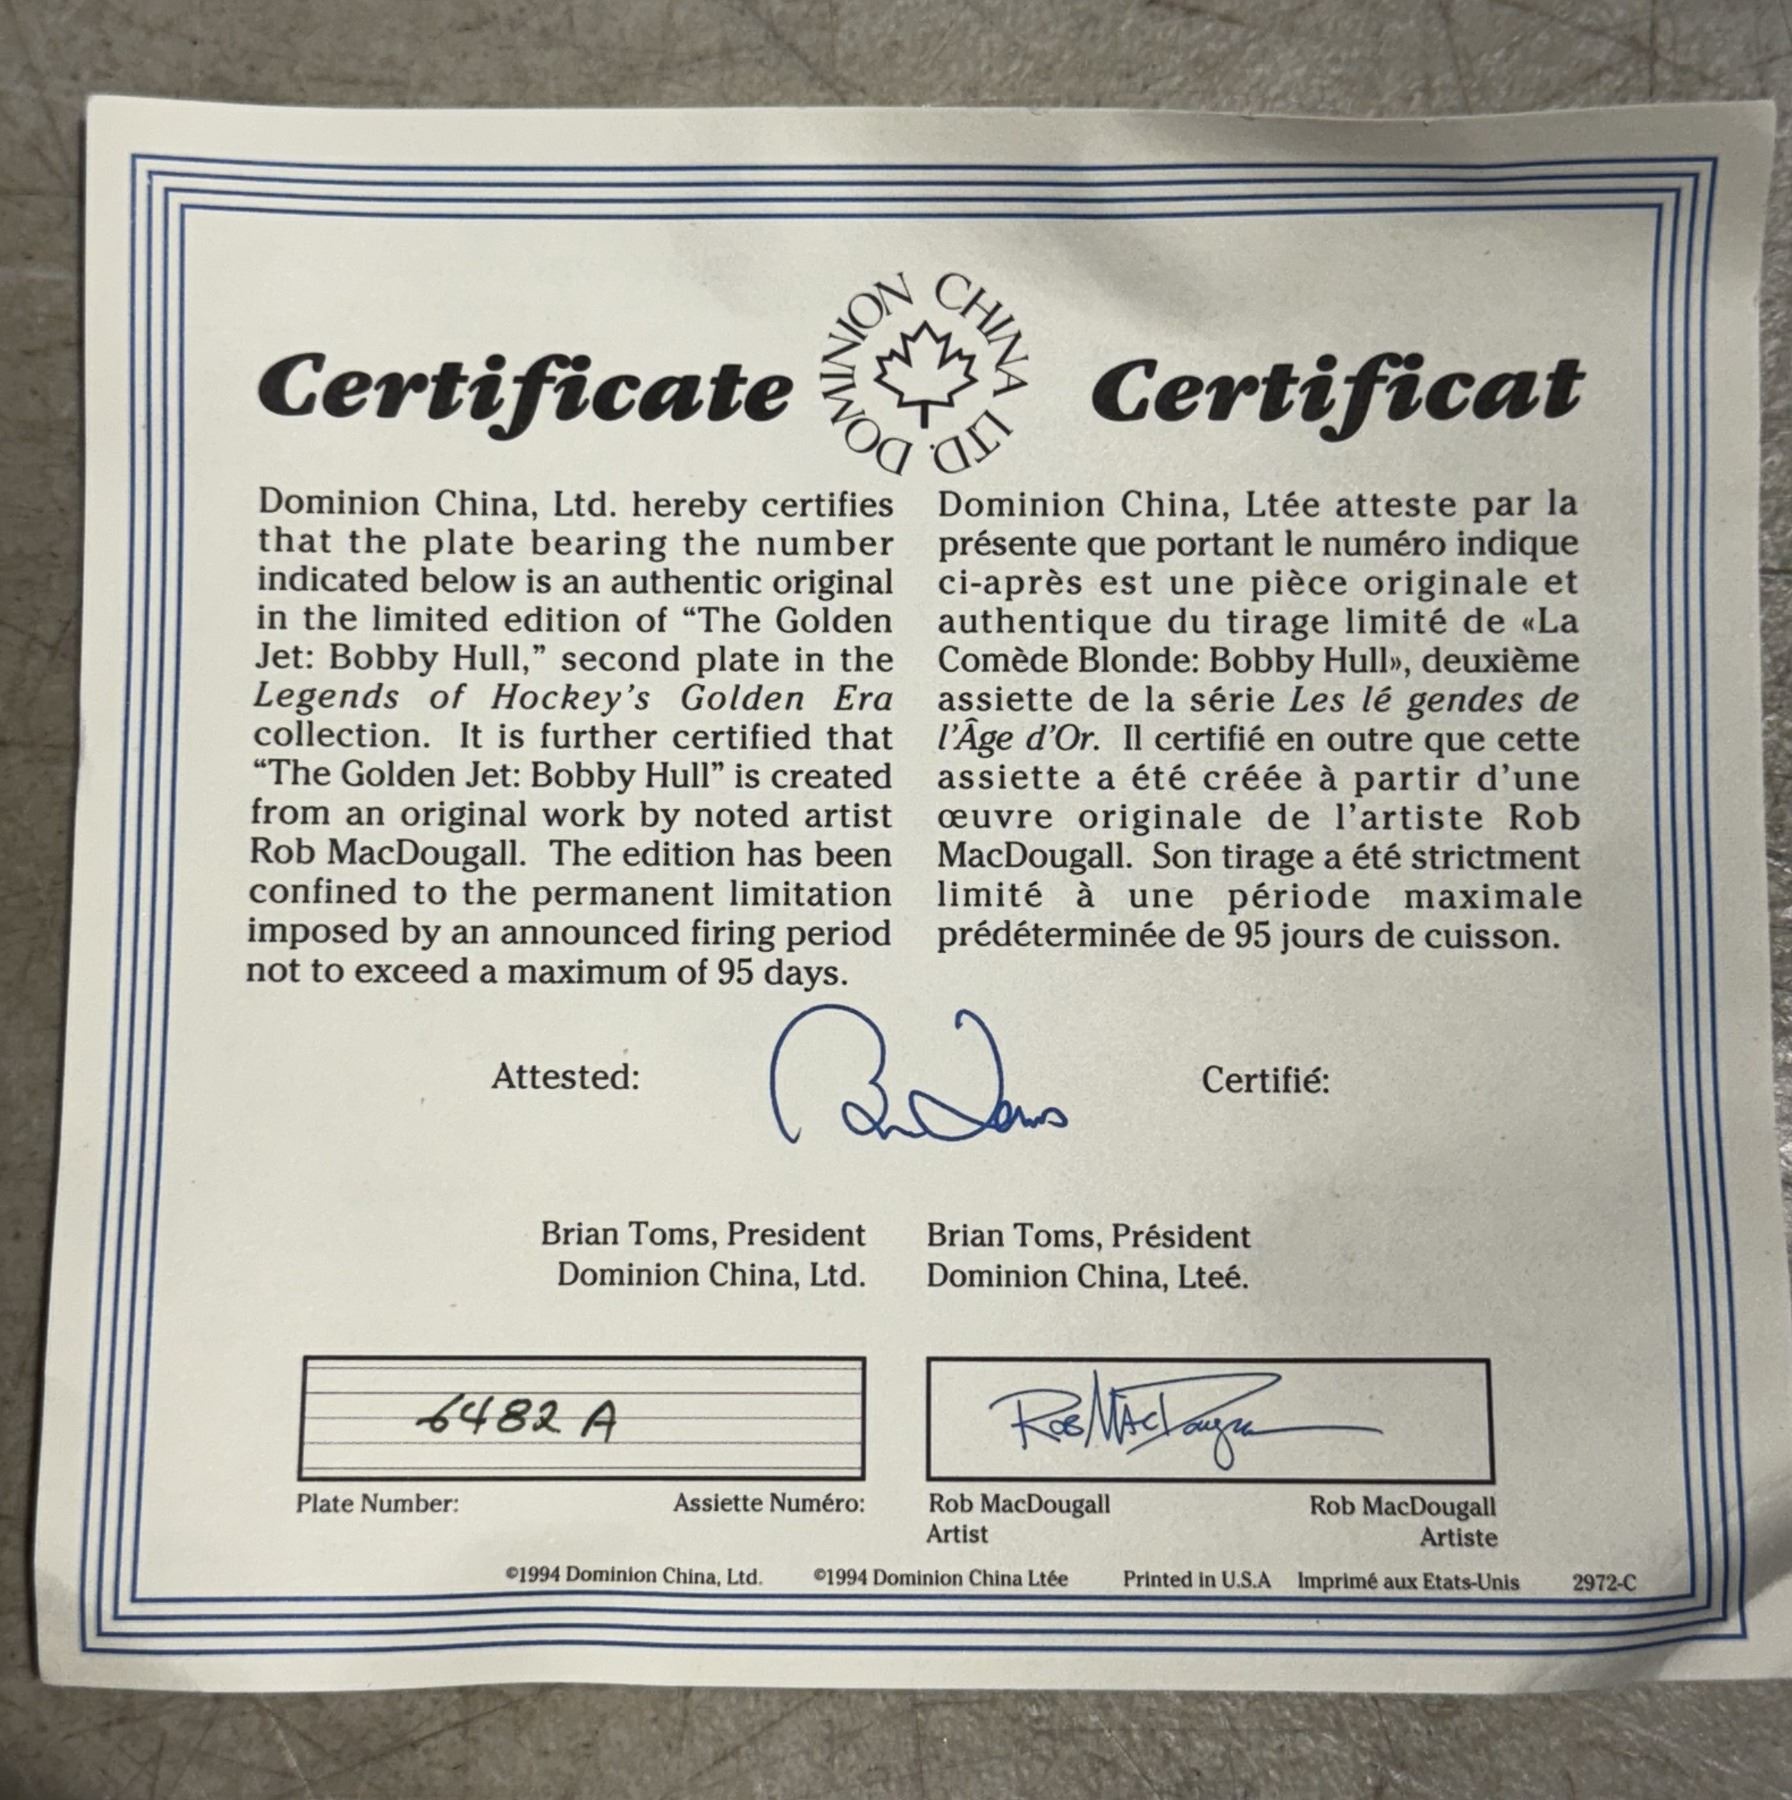 Certificate
DOMINION CHINA LTD.
Certificat
Dominion China, Ltd. hereby certifies
that the plate bearing the number
indicated below is an authentic original
in the limited edition of “The Golden
Jet: Bobby Hull,” second plate in the
Legends of Hockey’s Golden Era
collection. It is further certified that
“The Golden Jet: Bobby Hull” is created
from an original work by noted artist
Rob MacDougall. The edition has been
confined to the permanent limitation
imposed by an announced firing period
not to exceed a maximum of 95 days.
Dominion China, Ltée atteste par la
présente que portant le numéro indique
ci-après est une pièce originale et
authentique du tirage limité de «La
Comède Blonde: Bobby Hull», deuxième
assiette de la série Les lé gendes de
l’Âge d’Or. Il certifié en outre que cette
assiette a été créée à partir d’une
œuvre originale de l’artiste Rob
MacDougall. Son tirage a été strictment
limité à une période maximale
prédéterminée de 95 jours de cuisson.
Attested:
Brian Toms
Certifié:
Brian Toms, President
Dominion China, Ltd.
Brian Toms, Président
Dominion China, Lteé.
6482 A
Plate Number: Assiette Numéro:
Rob MacDougall
Rob MacDougall
Artist
Rob MacDougall
Artiste
©1994 Dominion China, Ltd. ©1994 Dominion China Ltée Printed in U.S.A Imprimé aux Etats-Unis 2972-C